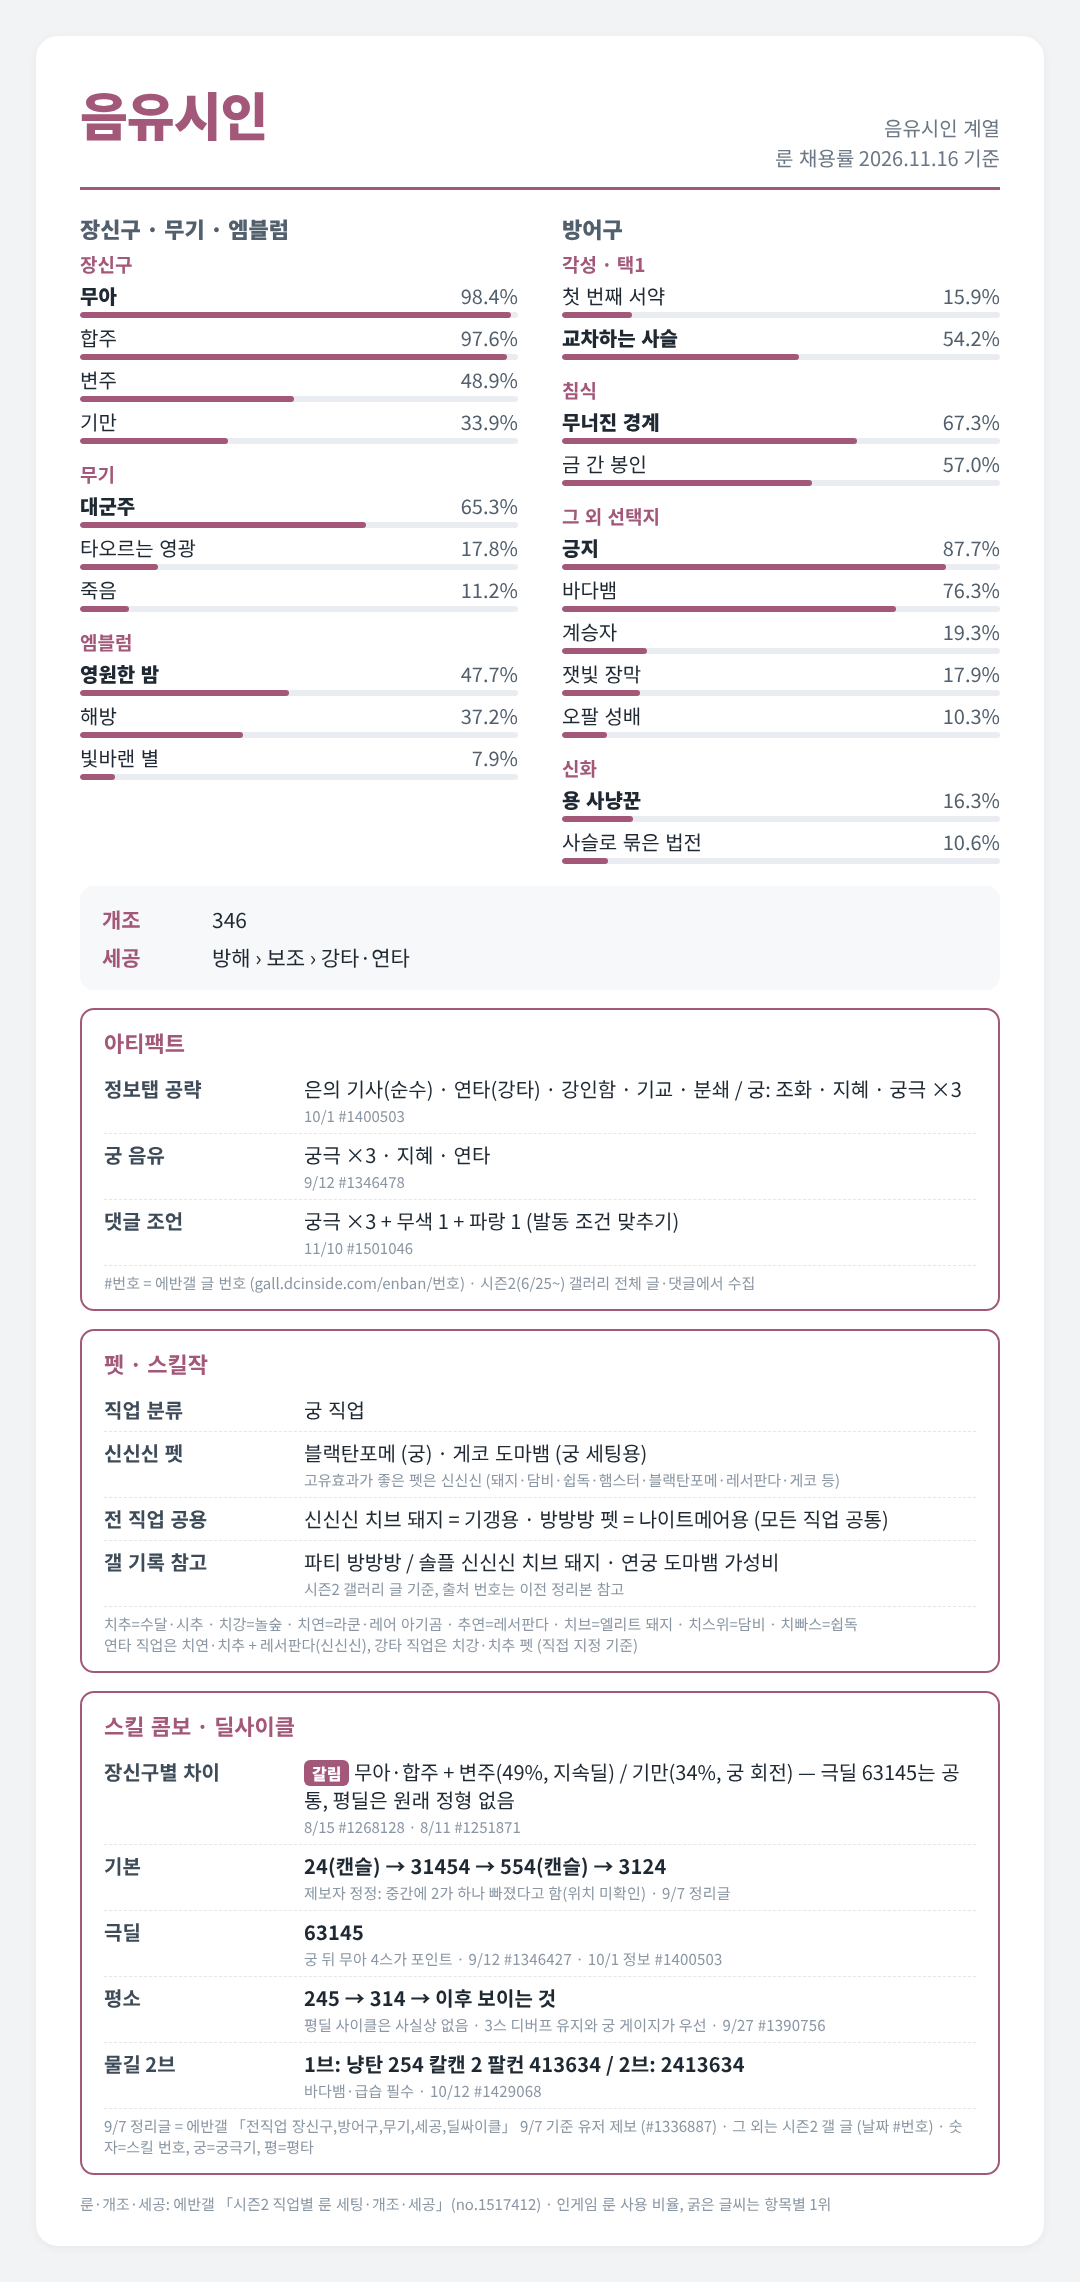 음유시인
음유시인 계열
룬 채용률 2026.11.16 기준
장신구 · 무기 · 엠블럼
장신구
무아 98.4%
합주 97.6%
변주 48.9%
기만 33.9%
무기
대군주 65.3%
타오르는 영광 17.8%
죽음 11.2%
엠블럼
영원한 밤 47.7%
해방 37.2%
빛바랜 별 7.9%
방어구
각성 · 택1
첫 번째 서약 15.9%
교차하는 사슬 54.2%
침식
무너진 경계 67.3%
금 간 봉인 57.0%
그 외 선택지
긍지 87.7%
바다뱀 76.3%
계승자 19.3%
잿빛 장막 17.9%
오팔 성배 10.3%
신화
용 사냥꾼 16.3%
사슬로 묶은 법전 10.6%
개조 346
세공 방해 › 보조 › 강타·연타
아티팩트
정보탭 공략 은의 기사(순수) · 연타(강타) · 강인함 · 기교 · 분쇄 / 궁: 조화 · 지혜 · 궁극 ×3
10/1 #1400503
궁 음유 궁극 ×3 · 지혜 · 연타
9/12 #1346478
댓글 조언 궁극 ×3 + 무색 1 + 파랑 1 (발동 조건 맞추기)
11/10 #1501046
#번호 = 에반갤 글 번호 (gall.dcinside.com/enban/번호) · 시즌2(6/25~) 갤러리 전체 글·댓글에서 수집
펫 · 스킬작
직업 분류 궁 직업
신신신 펫 블랙탄포메 (궁) · 게코 도마뱀 (궁 세팅용)
고유효과가 좋은 펫은 신신신 (돼지·담비·쉽독·햄스터·블랙탄포메·레서판다·게코 등)
전 직업 공용 신신신 치브 돼지 = 기갱용 · 방방방 펫 = 나이트메어용 (모든 직업 공통)
갤 기록 참고 파티 방방방 / 솔플 신신신 치브 돼지 · 연궁 도마뱀 가성비
시즌2 갤러리 글 기준, 출처 번호는 이전 정리본 참고
치추=수달·시추 · 치강=놀숲 · 치연=라쿤·레어 아기곰 · 추연=레서판다 · 치브=엘리트 돼지 · 치스위=담비 · 치빠스=쉽독
연타 직업은 치연·치추 + 레서판다(신신신), 강타 직업은 치강·치추 펫 (직접 지정 기준)
스킬 콤보 · 딜사이클
장신구별 차이 갈림 무아·합주 + 변주(49%, 지속딜) / 기만(34%, 궁 회전) — 극딜 63145는 공
통, 평딜은 원래 정형 없음
8/15 #1268128 · 8/11 #1251871
기본 24(캔슬) → 31454 → 554(캔슬) → 3124
제보자 정정: 중간에 2가 하나 빠졌다고 함(위치 미확인) · 9/7 정리글
극딜 63145
궁 뒤 무아 4스가 포인트 · 9/12 #1346427 · 10/1 정보 #1400503
평소 245 → 314 → 이후 보이는 것
평딜 사이클은 사실상 없음 · 3스 디버프 유지와 궁 게이지가 우선 · 9/27 #1390756
물길 2브 1브: 냥탄 254 칼캔 2 팔컨 413634 / 2브: 2413634
바다뱀·급습 필수 · 10/12 #1429068
9/7 정리글 = 에반갤 「전직업 장신구,방어구,무기,세공,딜싸이클」 9/7 기준 유저 제보 (#1336887) · 그 외는 시즌2 갤 글 (날짜 #번호) · 숫
자=스킬 번호, 궁=궁극기, 평=평타
룬·개조·세공: 에반갤 「시즌2 직업별 룬 세팅·개조·세공」(no.1517412) · 인게임 룬 사용 비율, 굵은 글씨는 항목별 1위